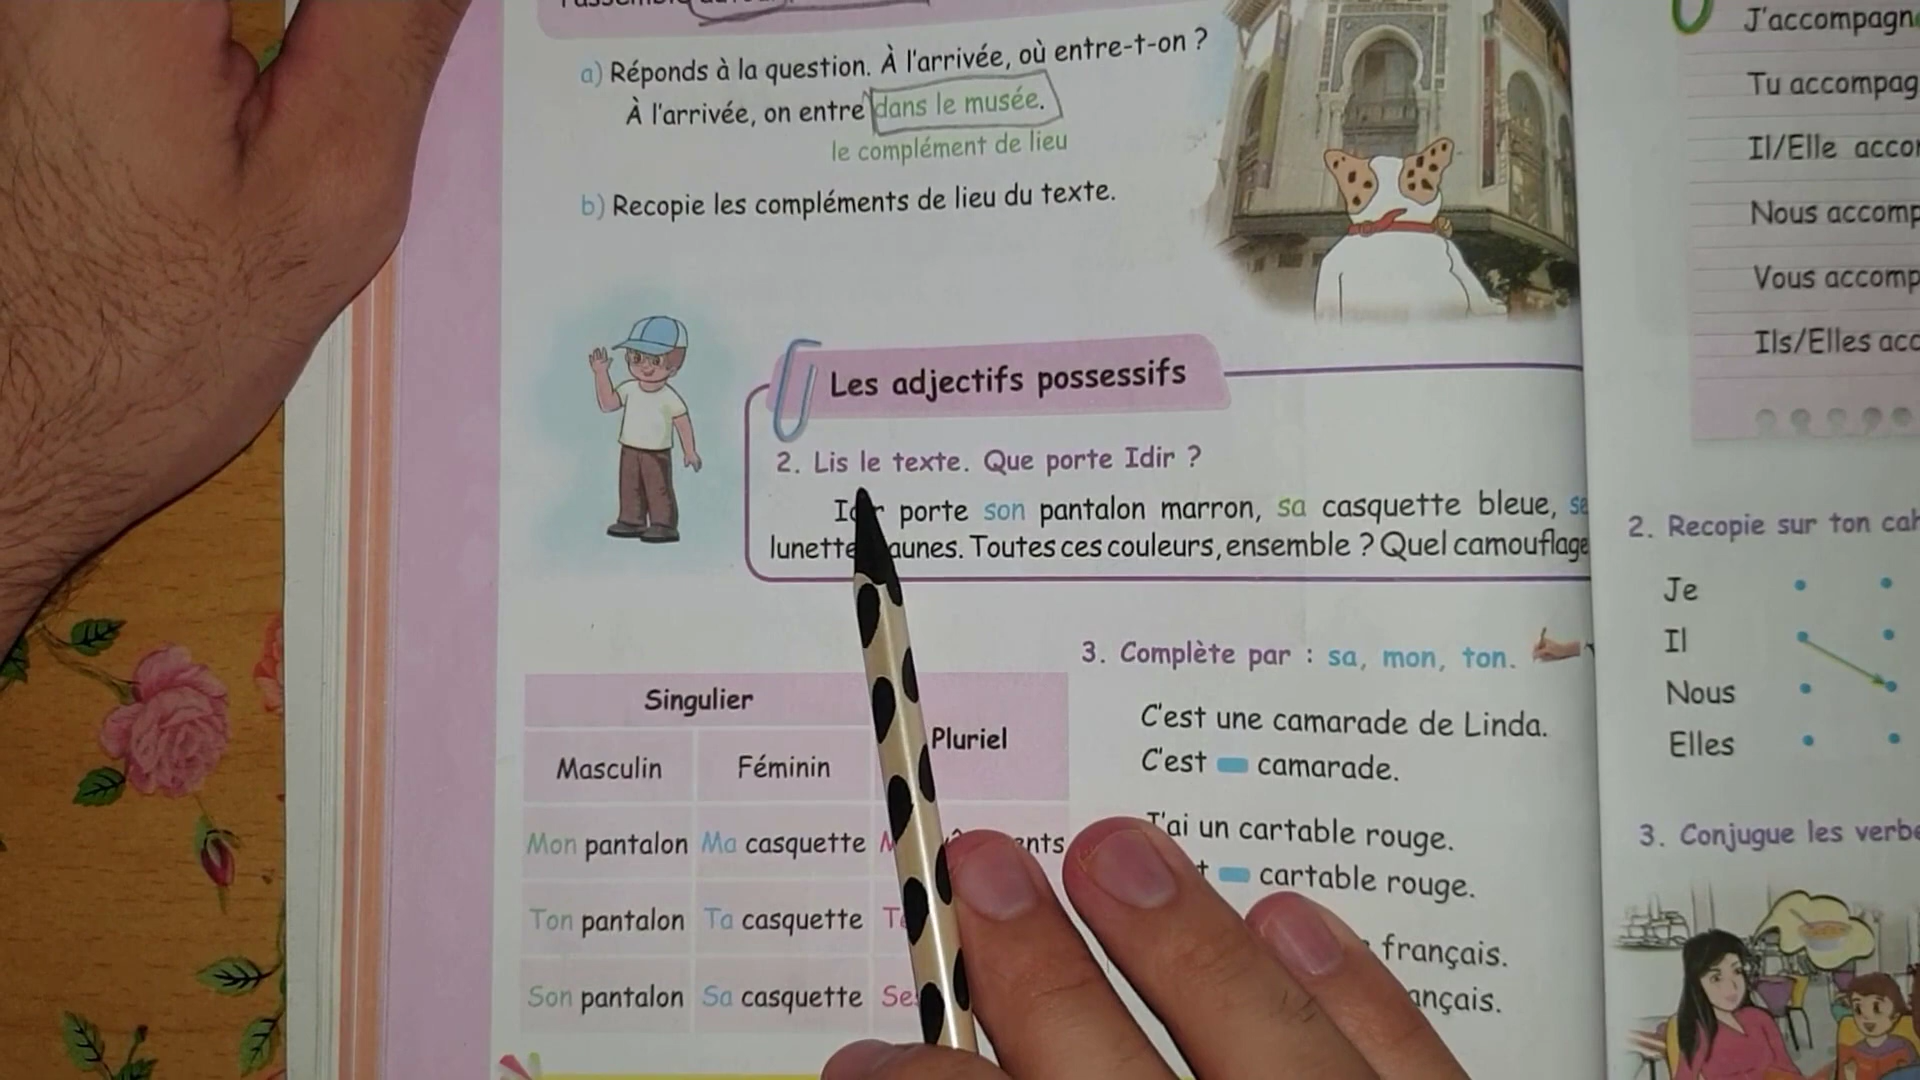 a) Réponds à la question. À l'arrivée, où entre-t-on ?
À l'arrivée, on entre dans le musée.
le complément de lieu
b) Recopie les compléments de lieu du texte.
Les adjectifs possessifs
2. Lis le texte. Que porte Idir ?
porte son pantalon marron, sa casquette bleue,
Toutes ces couleurs, ensemble ? Quel camouflage
Singulier
Pluriel
Masculin Féminin
Mon pantalon Ma casquette
Ton pantalon Ta casquette
Son pantalon Sa casquette
3. Complète par : sa, mon, ton.
C'est une camarade de Linda.
C'est camarade.
J'ai un cartable rouge.
cartable rouge.
français.
J'accompagn
Tu accompag
Il/Elle accor
Nous accomp
Vous accomp
Ils/Elles acc
2. Recopie sur ton cah
Je
Il
Nous
Elles
3. Conjugue les verbe